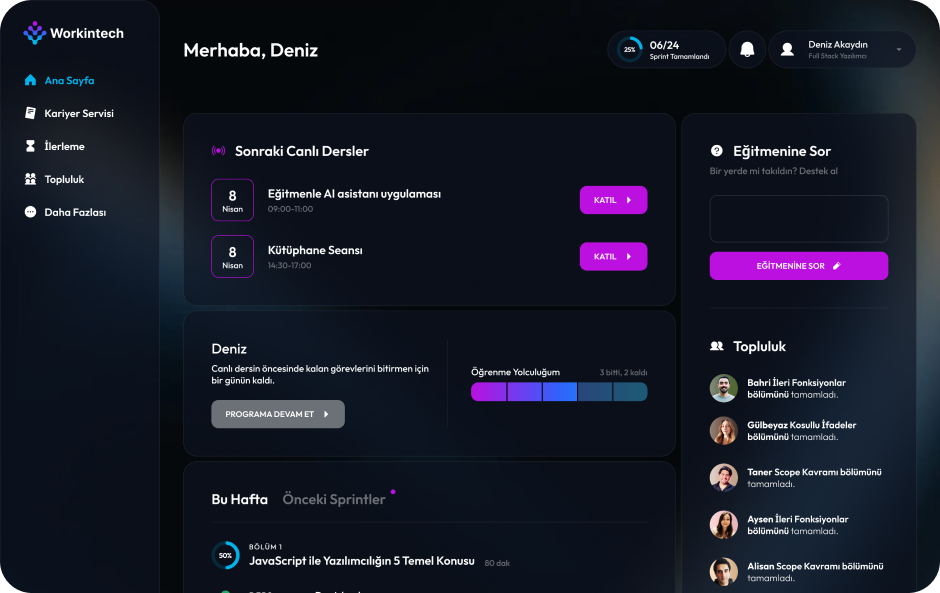 Workintech
Ana Sayfa
Kariyer Servisi
İlerleme
Topluluk
Daha Fazlası
Merhaba, Deniz
25%
06/24
Sprint Tamamlandı
Deniz Akaydın
Full Stack Yazılımcı
Sonraki Canlı Dersler
8
Nisan
Eğitmenle AI asistanı uygulaması
09:00-11:00
KATIL
8
Nisan
Kütüphane Seansı
14:30-17:00
KATIL
Deniz
Canlı dersin öncesinde kalan görevlerini bitirmen için
bir günün kaldı.
PROGRAMA DEVAM ET
Öğrenme Yolculuğum
3 bitti, 2 kaldı
Bu Hafta
Önceki Sprintler
50%
BÖLÜM 1
JavaScript ile Yazılımcılığın 5 Temel Konusu
80 dak
Eğitmenine Sor
Bir yerde mi takıldın? Destek al
EĞİTMENİNE SOR
Topluluk
Bahri İleri Fonksiyonlar
bölümünü tamamladı.
Gülbeyaz Kosullu İfadeler
bölümünü tamamladı.
Taner Scope Kavramı bölümünü
tamamladı.
Aysen İleri Fonksiyonlar
bölümünü tamamladı.
Alisan Scope Kavramı bölümünü
tamamladı.